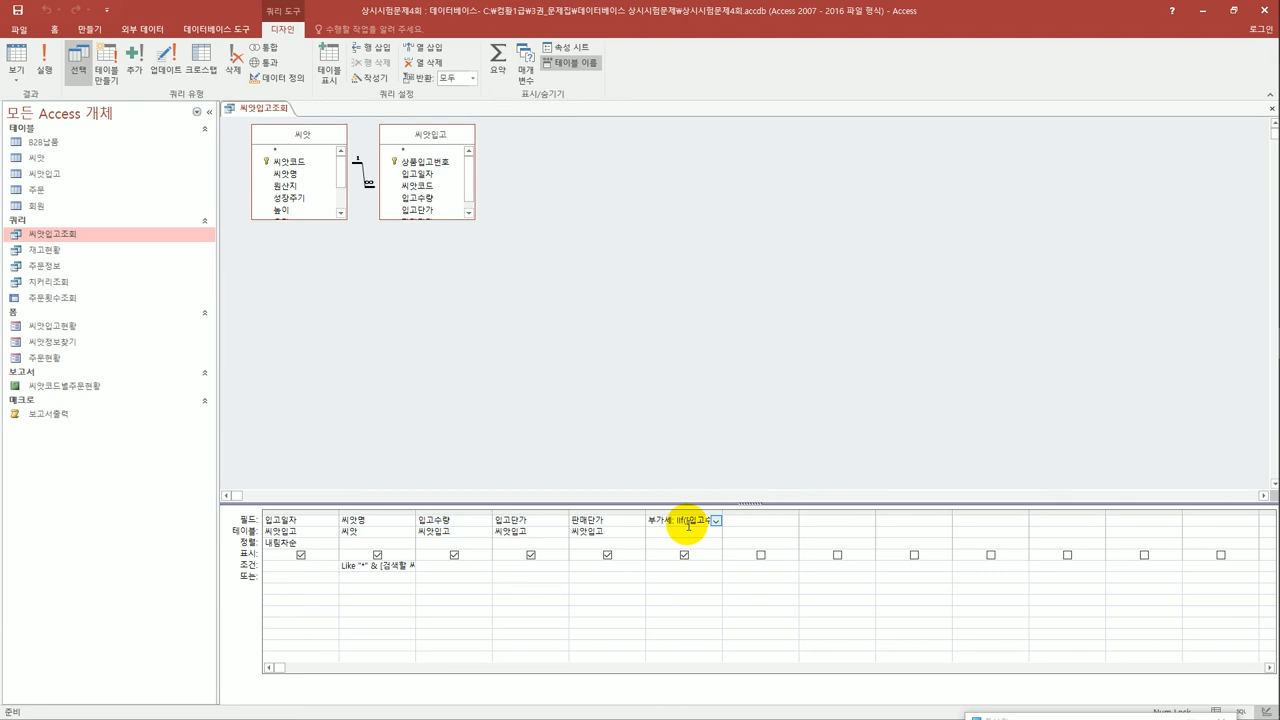 쿼리 도구
상시시험문제4회 : 데이터베이스- C:₩컴활1급₩3권_문제집₩데이터베이스 상시시험문제₩상시시험문제4회.accdb (Access 2007 - 2016 파일 형식) - Access
파일 홈 만들기 외부 데이터 데이터베이스 도구 디자인 수행할 작업을 알려 주세요. 로그인
보기 실행 선택 테이블 만들기 추가 업데이트 크로스탭 삭제 통합 통과 데이터 정의 테이블 표시 행 삽입 행 삭제 작성기 열 삽입 열 삭제 반환: 모두 요약 매개 변수 속성 시트 테이블 이름
결과 쿼리 유형 쿼리 설정 표시/숨기기
모든 Access 개체
테이블
B2B납품
씨앗
씨앗입고
주문
회원
쿼리
씨앗입고조회
재고현황
주문정보
치커리조회
주문횟수조회
폼
씨앗입고현황
씨앗정보찾기
주문현황
보고서
씨앗코드별주문현황
매크로
보고서출력
씨앗입고조회
씨앗
*
씨앗코드
씨앗명
원산지
성장주기
높이
씨앗입고
*
상품입고번호
입고일자
씨앗코드
입고수량
입고단가
1
∞
필드: 입고일자 씨앗명 입고수량 입고단가 판매단가 부가세: IIf([입고수
테이블: 씨앗입고 씨앗 씨앗입고 씨앗입고 씨앗입고
정렬: 내림차순
표시:
조건: Like "*" & [검색할 씨
또는:
준비
Num Lock
SQL